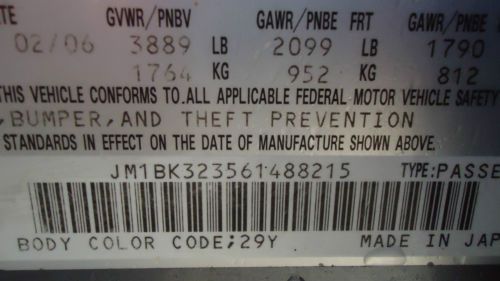 ATE GVWR/PNBV GAWR/PNBE FRT GAWR/PNBE
02/06 3889 LB 2099 LB 1790
1764 KG 952 KG 812
THIS VEHICLE CONFORMS TO ALL APPLICABLE FEDERAL MOTOR VEHICLE SAFETY
,BUMPER,AND THEFT PREVENTION
STANDARDS IN EFFECT ON THE DATE OF MANUFACTURE SHOWN ABOVE.
JM1BK323561488215 TYPE:PASSE
BODY COLOR CODE;29Y MADE IN JAP